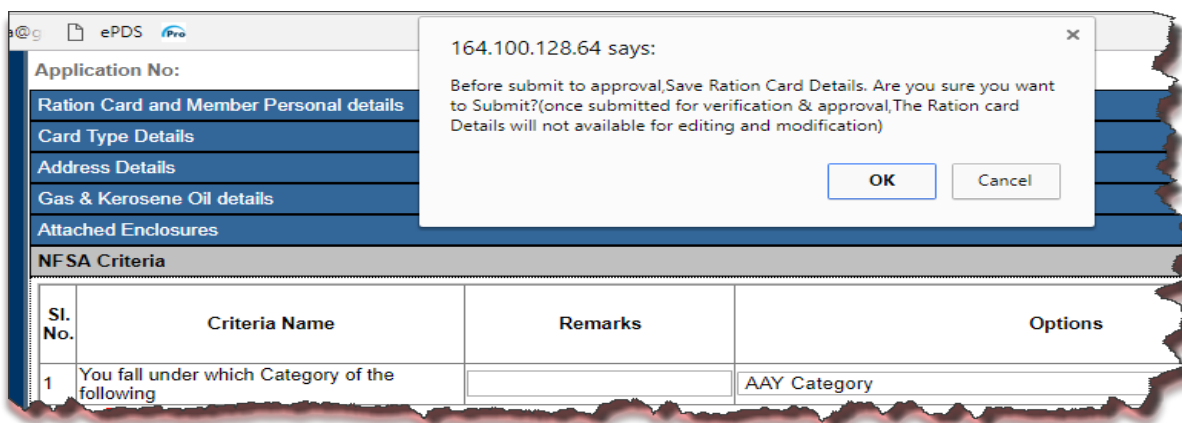 a@g ePDS Pro
164.100.128.64 says:
Before submit to approval,Save Ration Card Details. Are you sure you want
to Submit?(once submitted for verification & approval,The Ration card
Details will not available for editing and modification)
OK Cancel
Application No:
Ration Card and Member Personal details
Card Type Details
Address Details
Gas & Kerosene Oil details
Attached Enclosures
NFSA Criteria
Sl. No. Criteria Name Remarks Options
1 You fall under which Category of the
following AAY Category